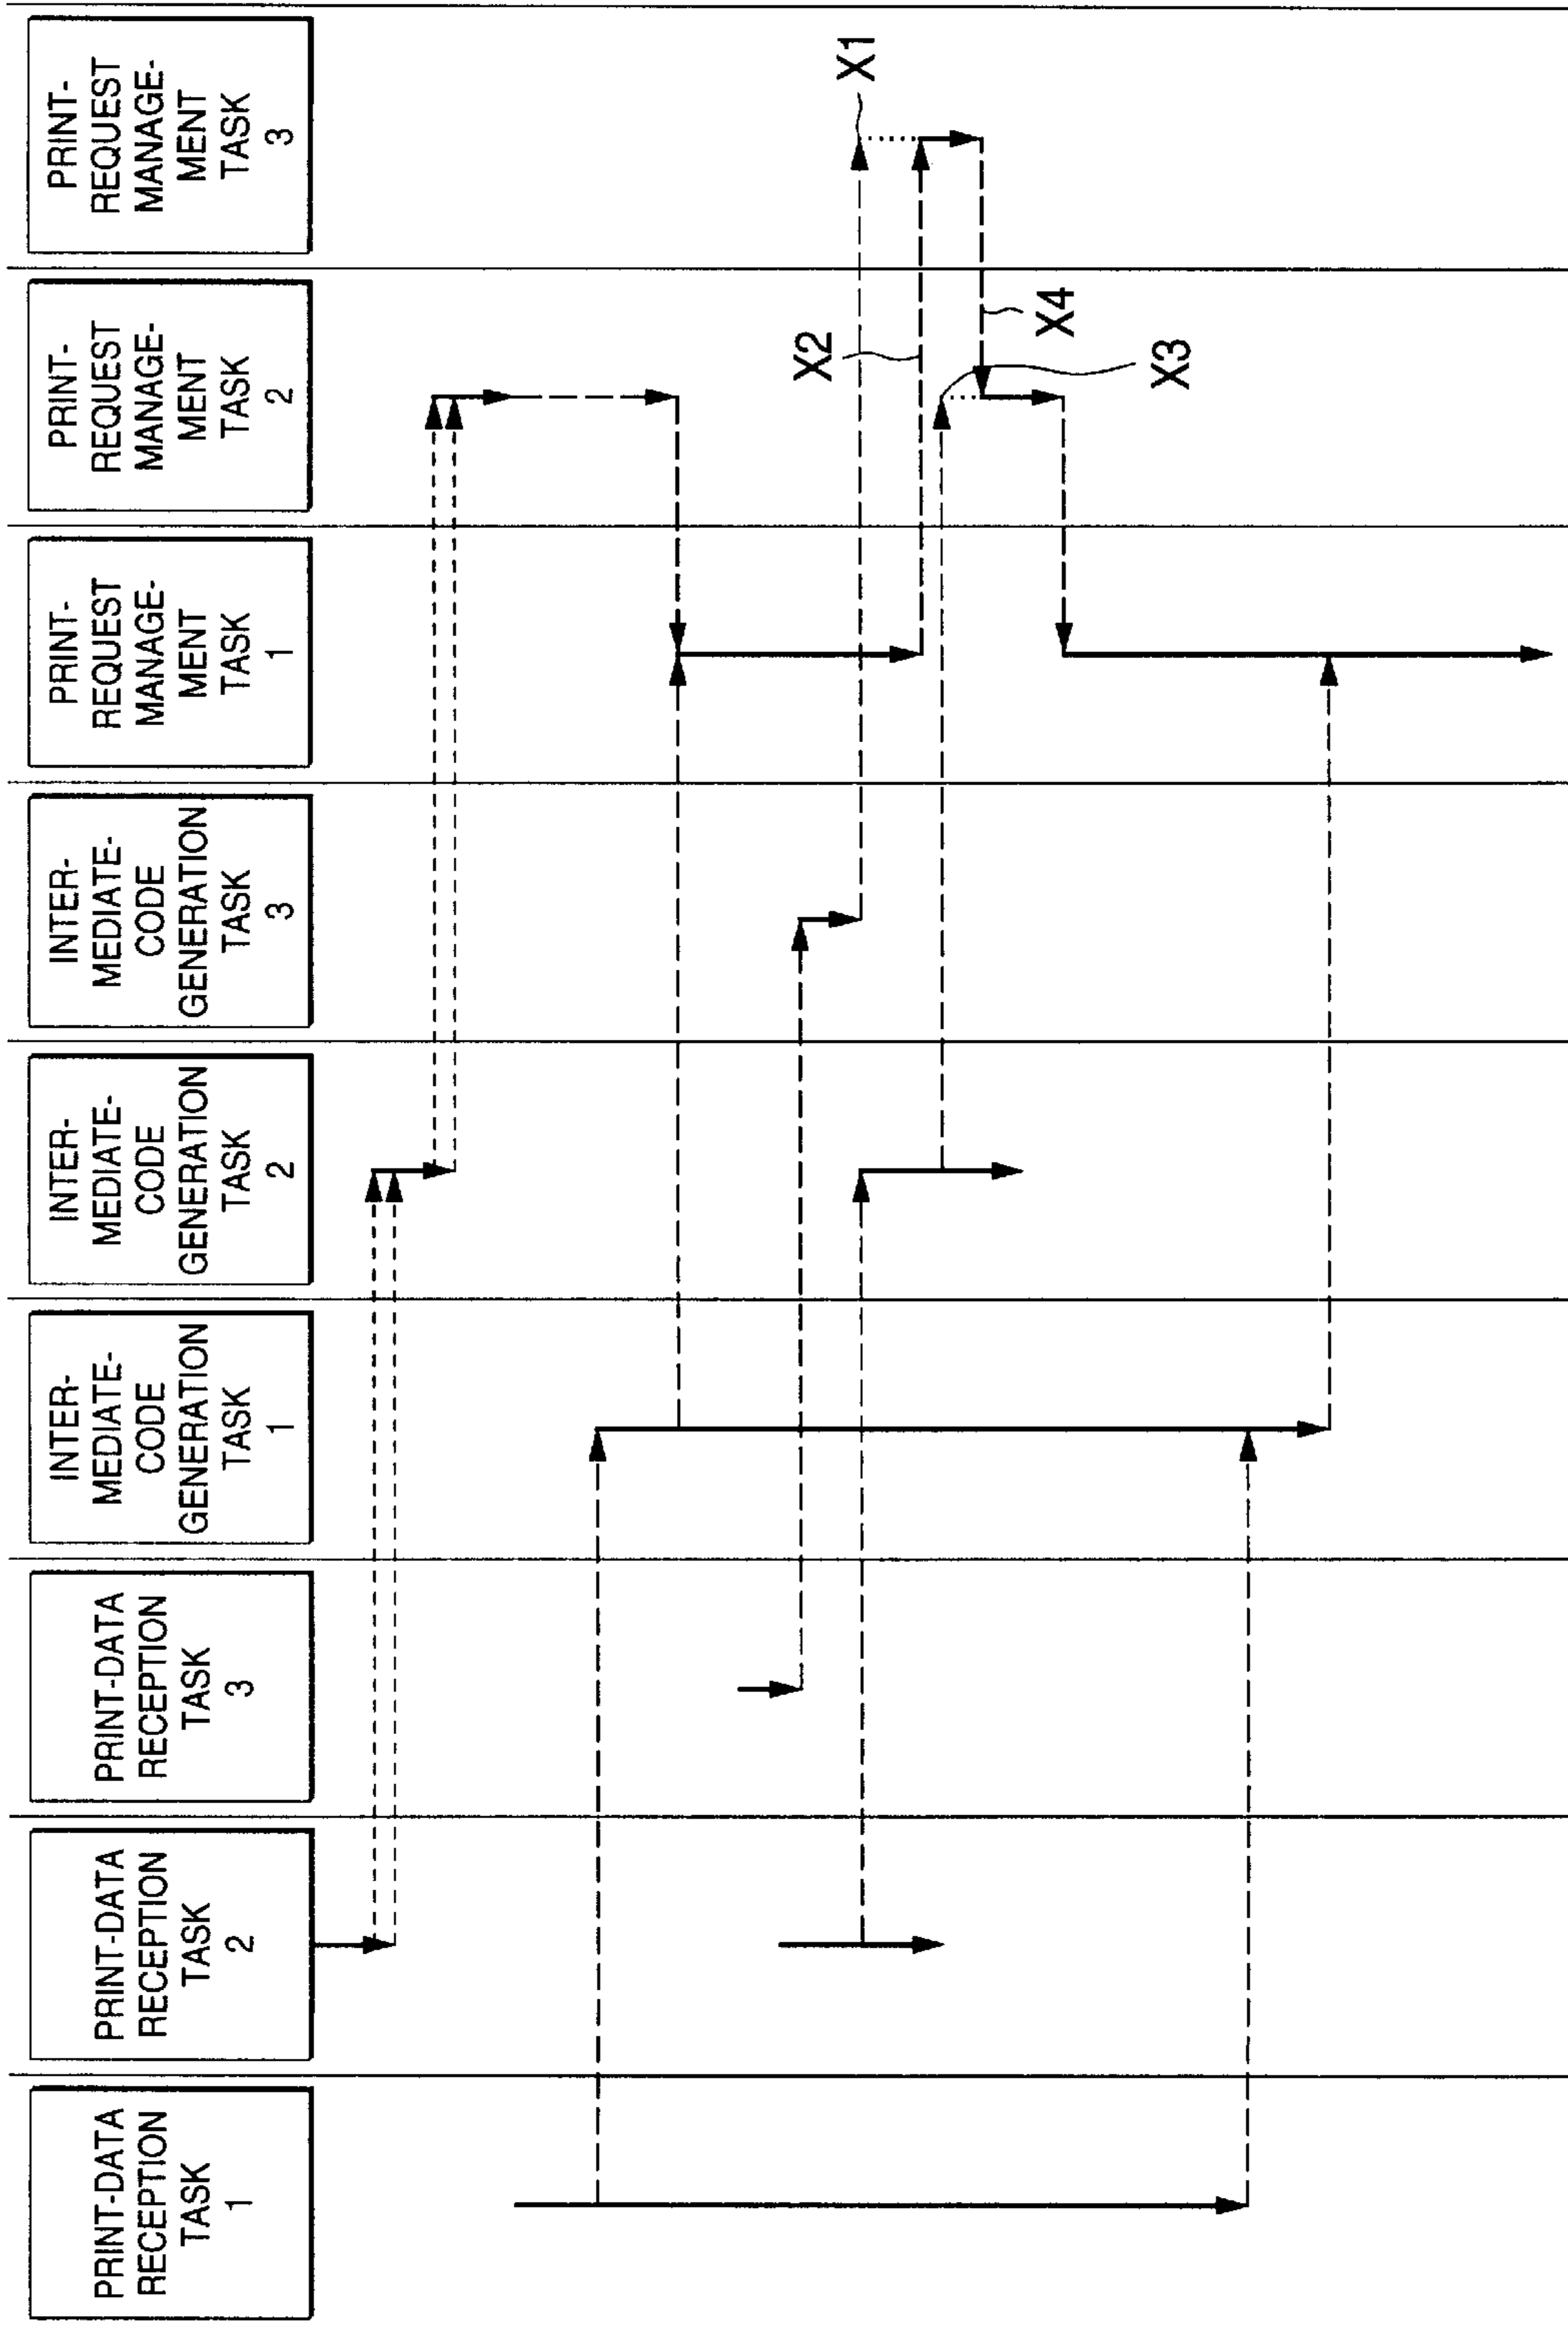 PRINT-DATA
RECEPTION
TASK
1
PRINT-DATA
RECEPTION
TASK
2
PRINT-DATA
RECEPTION
TASK
3
INTER-
MEDIATE-
CODE
GENERATION
TASK
1
INTER-
MEDIATE-
CODE
GENERATION
TASK
2
INTER-
MEDIATE-
CODE
GENERATION
TASK
3
PRINT-
REQUEST
MANAGE-
MENT
TASK
1
PRINT-
REQUEST
MANAGE-
MENT
TASK
2
PRINT-
REQUEST
MANAGE-
MENT
TASK
3
X2
X1
X4
X3